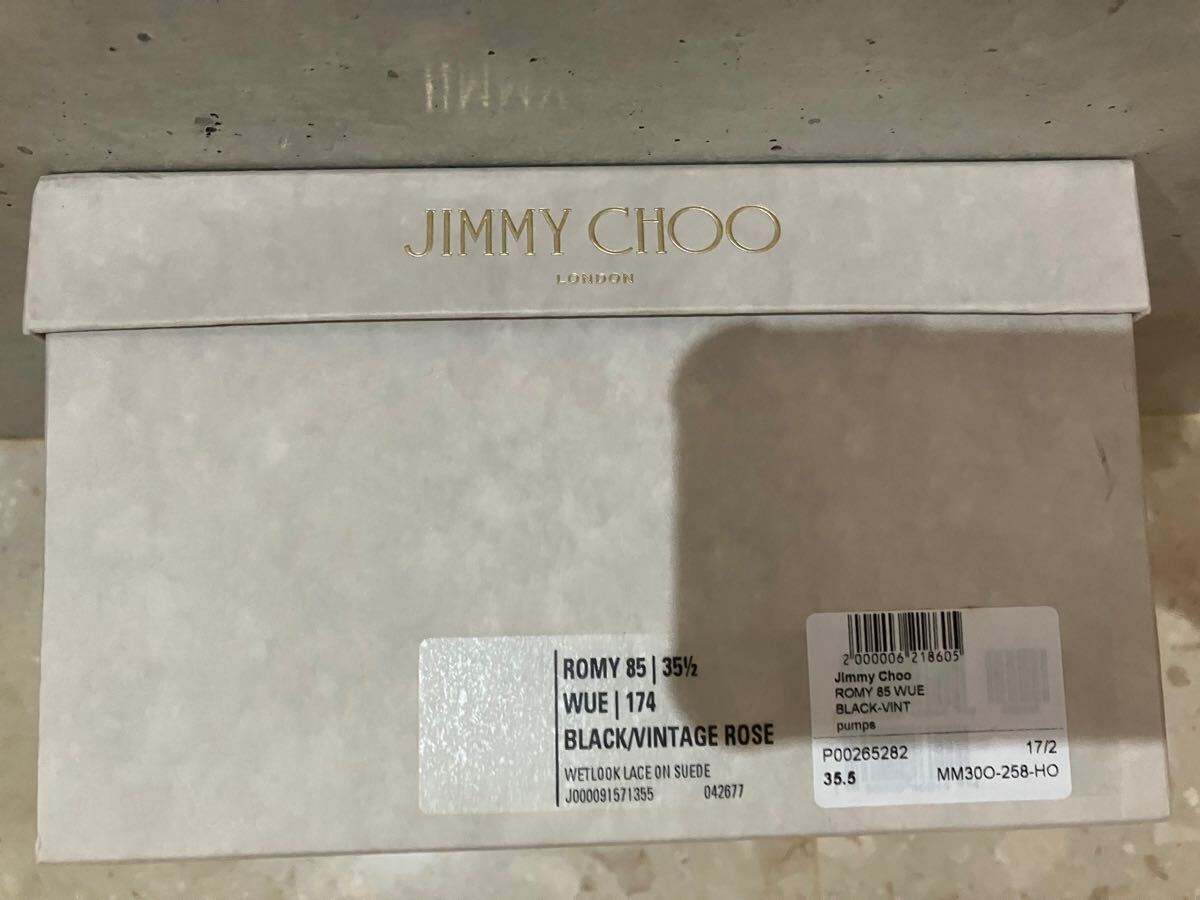 JIMMY CHOO
LONDON
ROMY 85 | 35½
WUE | 174
BLACK/VINTAGE ROSE
WETLOOK LACE ON SUEDE
J000091571355 042677
2 000006 218605
Jimmy Choo
ROMY 85 WUE
BLACK-VINT
pumps
P00265282 17/2
35.5 MM30O-258-HO